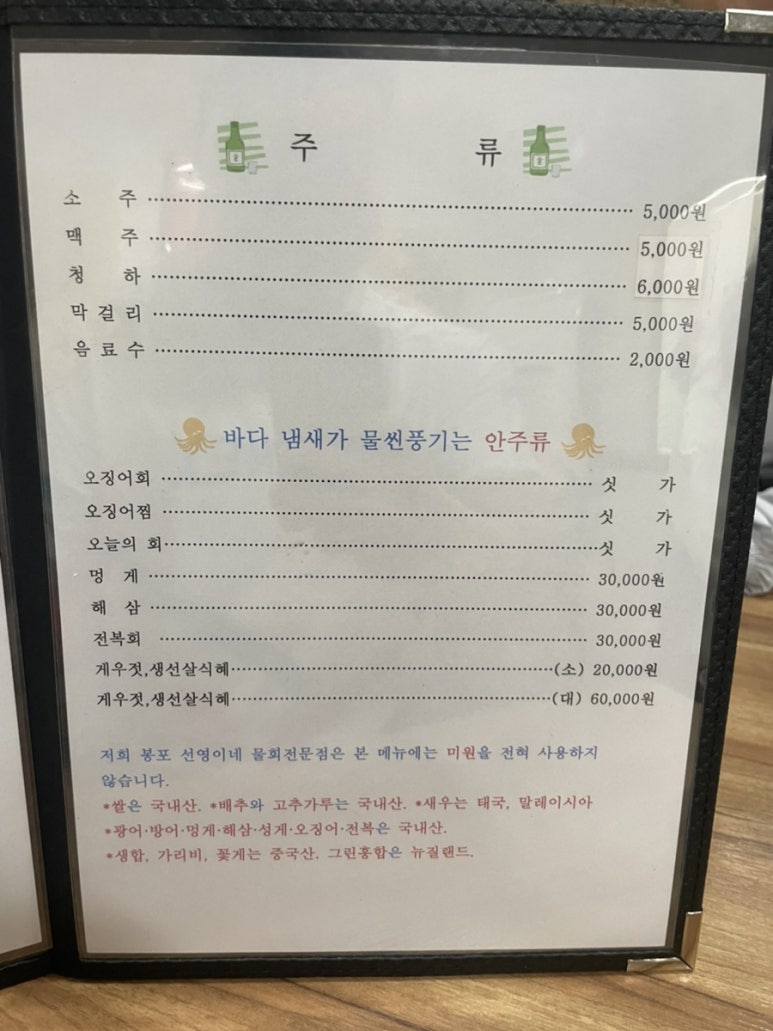 주 류
소 주 5,000원
맥 주 5,000원
청 하 6,000원
막걸리 5,000원
음료수 2,000원
바다 냄새가 물씬풍기는 안주류
오징어회 싯 가
오징어찜 싯 가
오늘의 회 싯 가
멍 게 30,000원
해 삼 30,000원
전복회 30,000원
게우젓,생선살식혜 (소) 20,000원
게우젓,생선살식혜 (대) 60,000원
저희 봉포 선영이네 물회전문점은 본 메뉴에는 미원을 전혀 사용하지
않습니다.
*쌀은 국내산. *배추와 고추가루는 국내산. *새우는 태국, 말레이시아
*광어·방어·멍게·해삼·성게·오징어·전복은 국내산.
*생합, 가리비, 꽃게는 중국산. 그린홍합은 뉴질랜드.